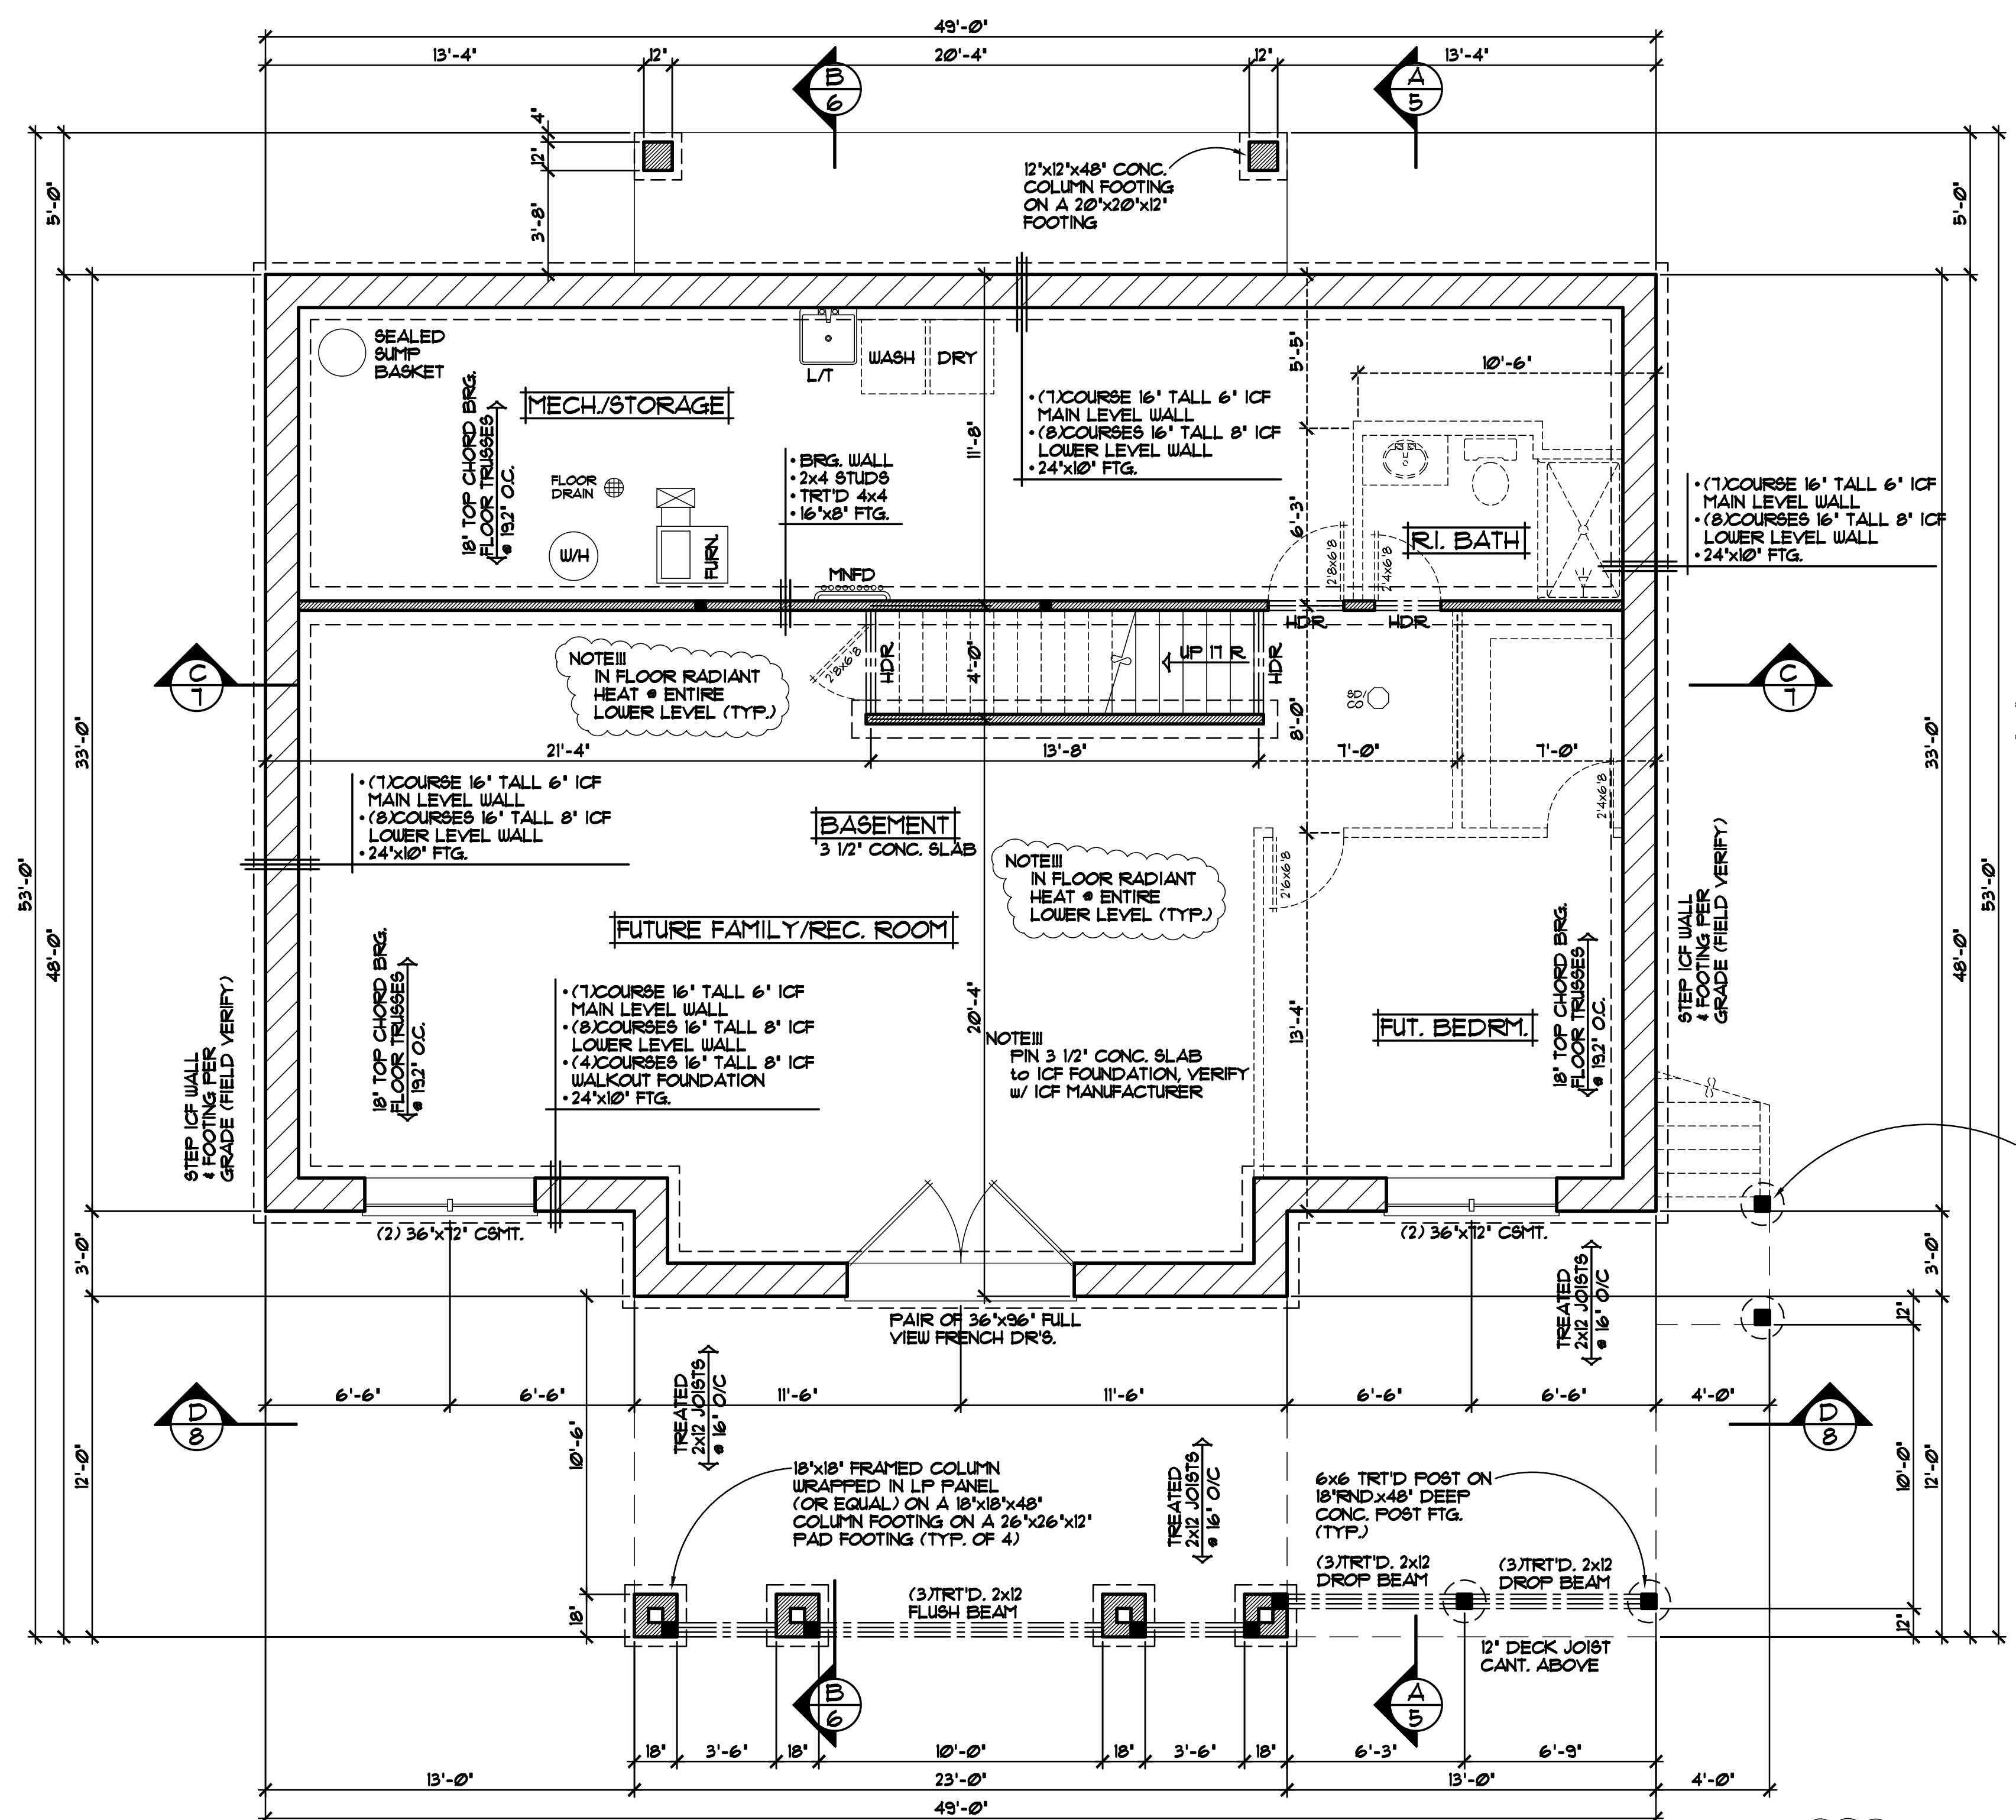 49'-0"
13'-4"
12"
20'-4"
12"
13'-4"
B
6
A
5
4"
12"
3'-8"
5'-0"
5'-0"
12"x12"x48" CONC.
COLUMN FOOTING
ON A 20"x20"x12"
FOOTING
SEALED
SUMP
BASKET
L/T
WASH
DRY
MECH./STORAGE
18" TOP CHORD BRG.
FLOOR TRUSSES
@ 19.2" O.C.
FLOOR
DRAIN
W/H
FURN.
MNFD
• BRG. WALL
• 2x4 STUDS
• TRT'D 4x4
• 16"x8" FTG.
11'-8"
• (7)COURSE 16" TALL 6" ICF
MAIN LEVEL WALL
• (8)COURSES 16" TALL 8" ICF
LOWER LEVEL WALL
• 24"x10" FTG.
5'-5"
10'-6"
6'-3"
2'8x6'8
2'4x6'8
R.I. BATH
• (7)COURSE 16" TALL 6" ICF
MAIN LEVEL WALL
• (8)COURSES 16" TALL 8" ICF
LOWER LEVEL WALL
• 24"x10" FTG.
HDR
HDR
C
7
NOTE!!!
IN FLOOR RADIANT
HEAT @ ENTIRE
LOWER LEVEL (TYP.)
2'8x6'8
HDR
4'-0"
UP 17 R.
HDR
SD/
CO
8'-0"
C
7
21'-4"
13'-8"
7'-0"
7'-0"
33'-0"
48'-0"
53'-0"
33'-0"
48'-0"
53'-0"
• (7)COURSE 16" TALL 6" ICF
MAIN LEVEL WALL
• (8)COURSES 16" TALL 8" ICF
LOWER LEVEL WALL
• 24"x10" FTG.
BASEMENT
3 1/2" CONC. SLAB
NOTE!!!
IN FLOOR RADIANT
HEAT @ ENTIRE
LOWER LEVEL (TYP.)
2'6x6'8
2'4x6'8
FUTURE FAMILY/REC. ROOM
18" TOP CHORD BRG.
FLOOR TRUSSES
@ 19.2" O.C.
• (7)COURSE 16" TALL 6" ICF
MAIN LEVEL WALL
• (8)COURSES 16" TALL 8" ICF
LOWER LEVEL WALL
• (4)COURSES 16" TALL 8" ICF
WALKOUT FOUNDATION
• 24"x10" FTG.
20'-4"
NOTE!!!
PIN 3 1/2" CONC. SLAB
to ICF FOUNDATION, VERIFY
w/ ICF MANUFACTURER
13'-4"
FUT. BEDRM.
18" TOP CHORD BRG.
FLOOR TRUSSES
@ 19.2" O.C.
STEP ICF WALL
& FOOTING PER
GRADE (FIELD VERIFY)
STEP ICF WALL
& FOOTING PER
GRADE (FIELD VERIFY)
(2) 36"x72" CSMT.
(2) 36"x72" CSMT.
3'-0"
3'-0"
12"
PAIR OF 36"x96" FULL
VIEW FRENCH DR'S.
TREATED
2x12 JOISTS
@ 16" O/C
TREATED
2x12 JOISTS
@ 16" O/C
6'-6"
6'-6"
11'-6"
11'-6"
6'-6"
6'-6"
4'-0"
D
8
D
8
12'-0"
10'-6"
10'-0"
12'-0"
18"x18" FRAMED COLUMN
WRAPPED IN LP PANEL
(OR EQUAL) ON A 18"x18"x48"
COLUMN FOOTING ON A 26"x26"x12"
PAD FOOTING (TYP. OF 4)
TREATED
2x12 JOISTS
@ 16" O/C
6x6 TRT'D POST ON
18"RND.x48" DEEP
CONC. POST FTG.
(TYP.)
(3)TRT'D. 2x12
DROP BEAM
(3)TRT'D. 2x12
DROP BEAM
18"
(3)TRT'D. 2x12
FLUSH BEAM
12"
12" DECK JOIST
CANT. ABOVE
B
6
A
5
18"
3'-6"
18"
10'-0"
18"
3'-6"
18"
6'-3"
6'-9"
13'-0"
23'-0"
13'-0"
4'-0"
49'-0"